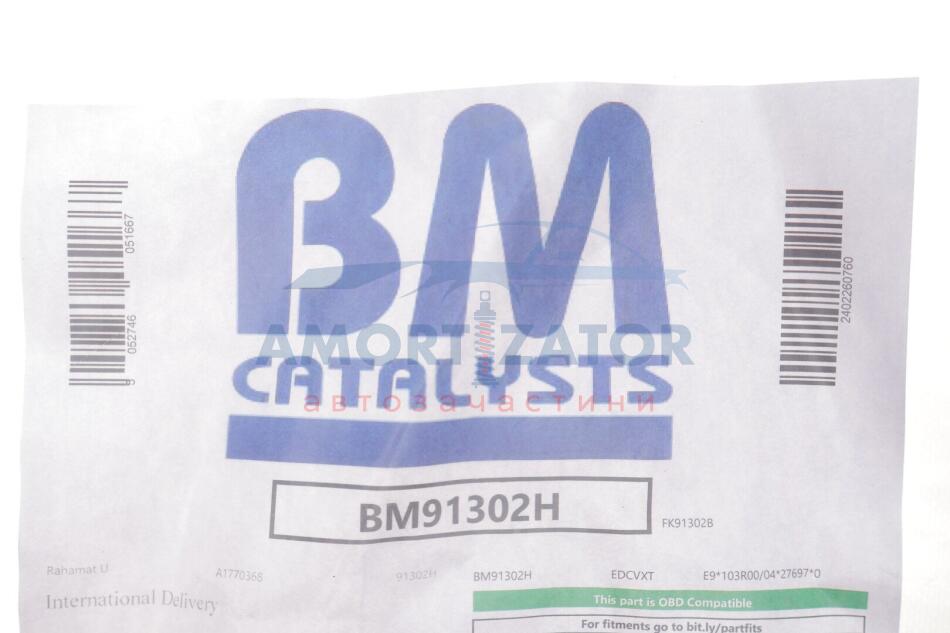 BM
CATALYSTS
AMORTIZATOR
автозапчастини
5 052746 051667
2402260760
BM91302H
FK91302B
Rahamat U
A1770368
91302H
BM91302H
EDCVXT
E9*103R00/04*27697*0
International Delivery
This part is OBD Compatible
For fitments go to bit.ly/partfits